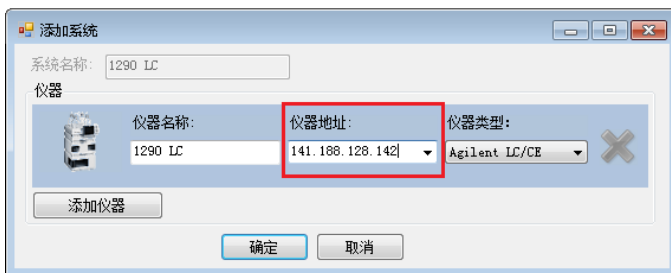 添加系统
系统名称: 1290 LC
仪器
仪器名称: 仪器地址: 仪器类型:
1290 LC 141.188.128.142 Agilent LC/CE
添加仪器
确定 取消